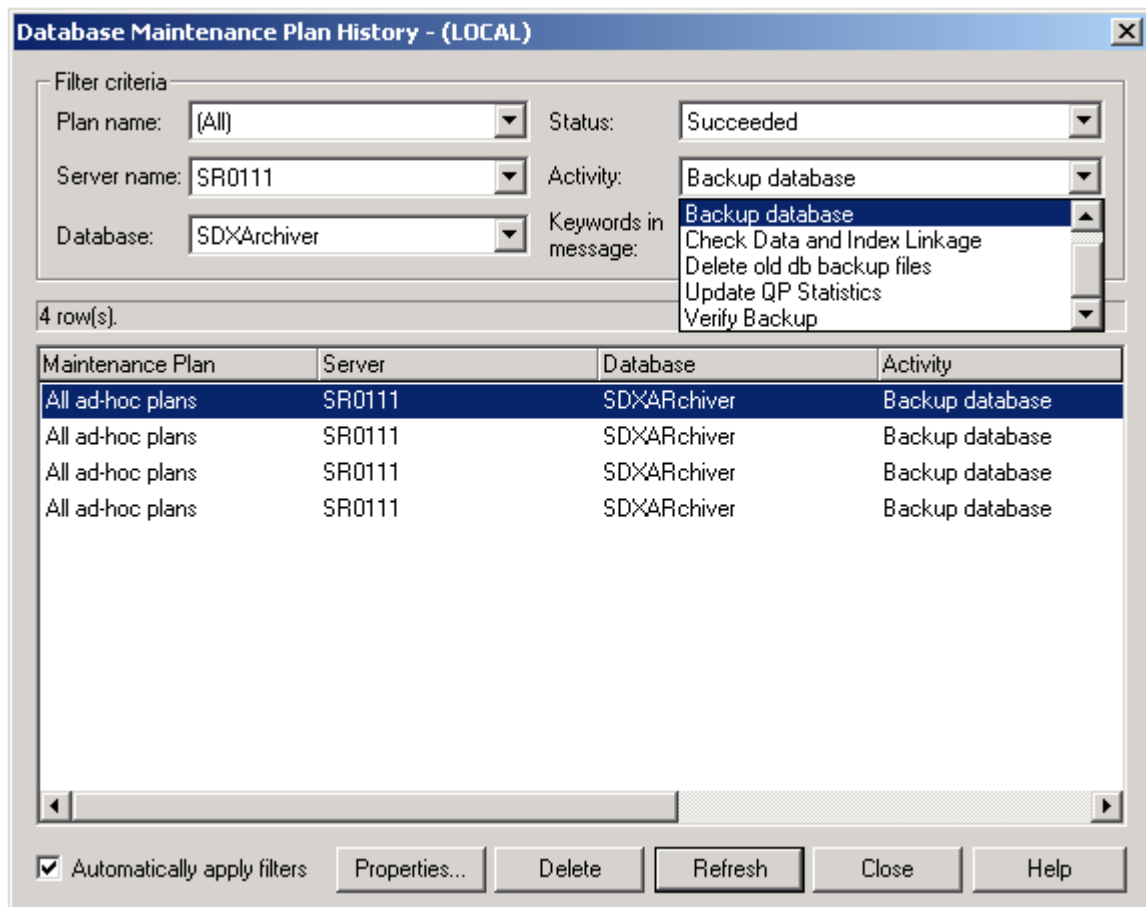 Database Maintenance Plan History - (LOCAL)
Filter criteria
Plan name: (All) Status: Succeeded
Server name: SR0111 Activity: Backup database
Database: SDXArchiver Keywords in message:
Backup database
Check Data and Index Linkage
Delete old db backup files
Update QP Statistics
Verify Backup
4 row(s).
Maintenance Plan Server Database Activity
All ad-hoc plans SR0111 SDXARchiver Backup database
All ad-hoc plans SR0111 SDXARchiver Backup database
All ad-hoc plans SR0111 SDXARchiver Backup database
All ad-hoc plans SR0111 SDXARchiver Backup database
Automatically apply filters Properties... Delete Refresh Close Help